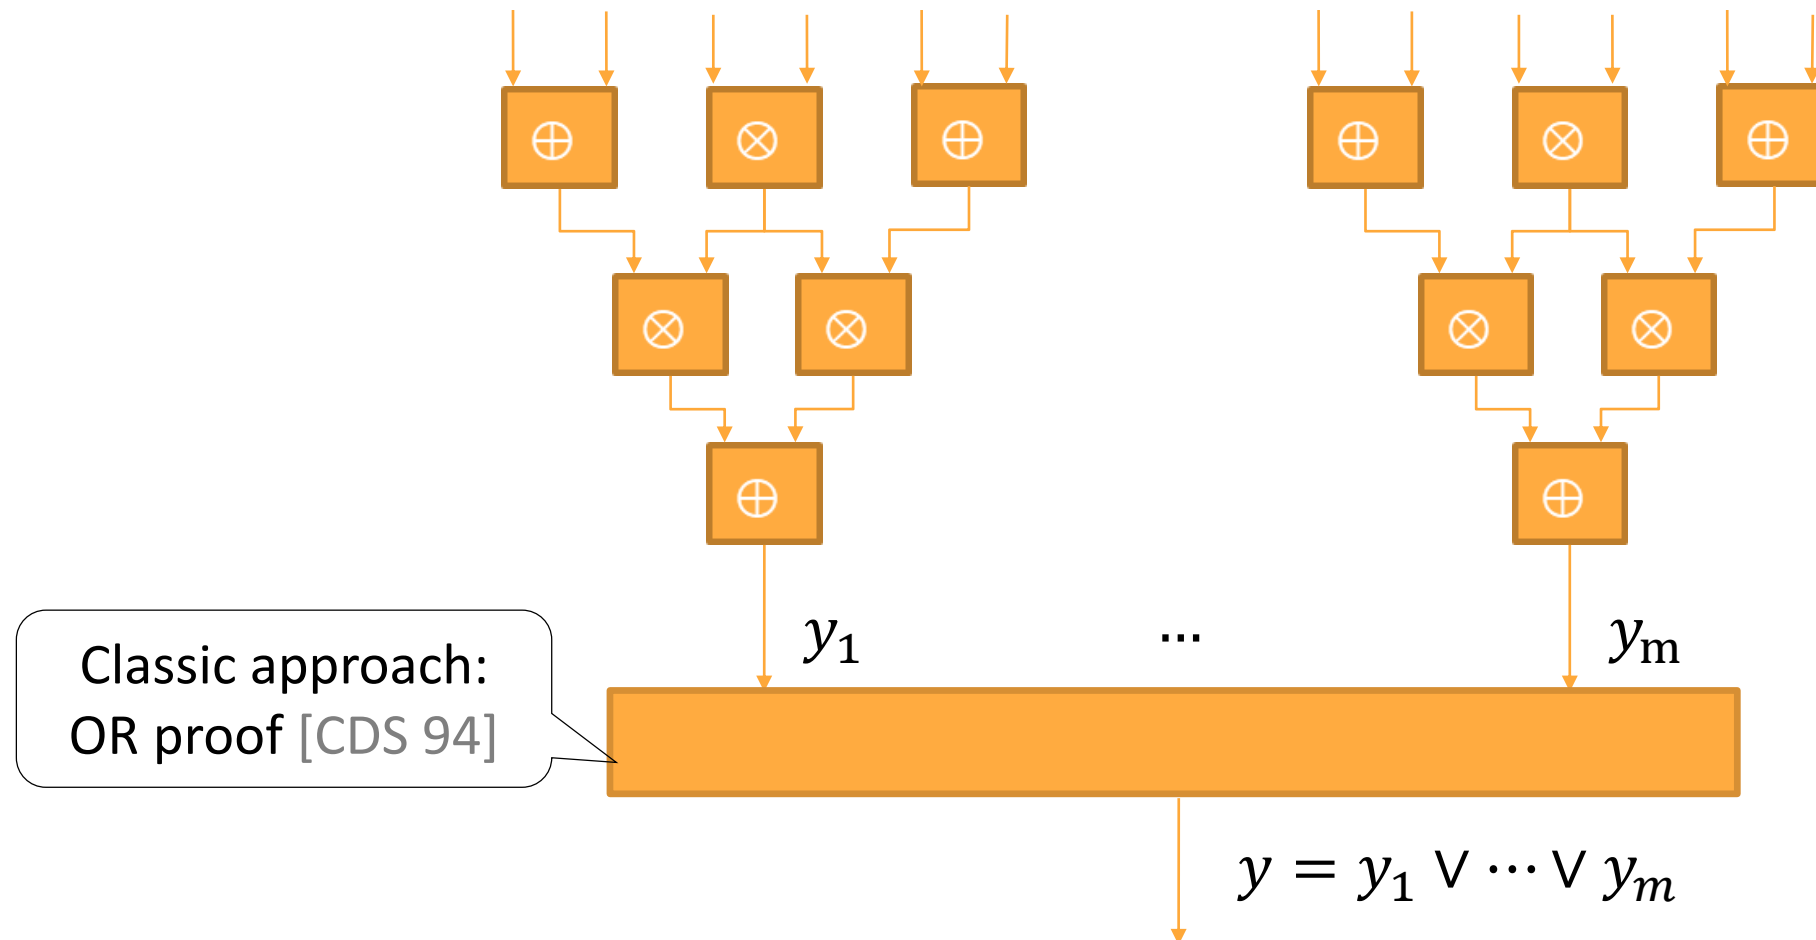 ⊕ ⊗ ⊕ ⊕ ⊗ ⊕
⊗ ⊗ ⊗ ⊗
⊕ ⊕
y₁ ... yₘ
Classic approach:
OR proof [CDS 94]
y = y₁ ∨ ⋯ ∨ yₘ